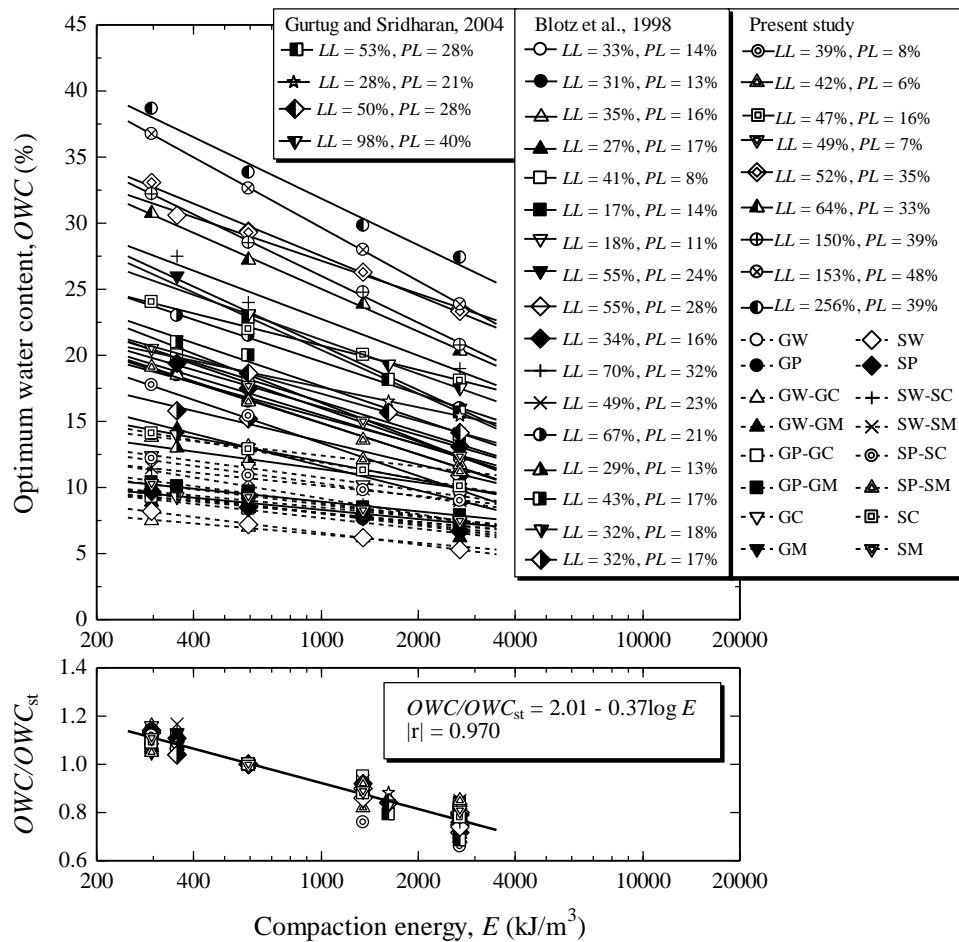 Gurtug and Sridharan, 2004
LL = 53%, PL = 28%
LL = 28%, PL = 21%
LL = 50%, PL = 28%
LL = 98%, PL = 40%
Blotz et al., 1998
LL = 33%, PL = 14%
LL = 31%, PL = 13%
LL = 35%, PL = 16%
LL = 27%, PL = 17%
LL = 41%, PL = 8%
LL = 17%, PL = 14%
LL = 18%, PL = 11%
LL = 55%, PL = 24%
LL = 55%, PL = 28%
LL = 34%, PL = 16%
LL = 70%, PL = 32%
LL = 49%, PL = 23%
LL = 67%, PL = 21%
LL = 29%, PL = 13%
LL = 43%, PL = 17%
LL = 32%, PL = 18%
LL = 32%, PL = 17%
Present study
LL = 39%, PL = 8%
LL = 42%, PL = 6%
LL = 47%, PL = 16%
LL = 49%, PL = 7%
LL = 52%, PL = 35%
LL = 64%, PL = 33%
LL = 150%, PL = 39%
LL = 153%, PL = 48%
LL = 256%, PL = 39%
GW SW
GP SP
GW-GC SW-SC
GW-GM SW-SM
GP-GC SP-SC
GP-GM SP-SM
GC SC
GM SM
Optimum water content, OWC (%)
45
40
35
30
25
20
15
10
5
0
200 400 1000 2000 4000 10000 20000
OWC/OWCst
1.4
1.2
1.0
0.8
0.6
OWC/OWCst = 2.01 - 0.37log E
|r| = 0.970
200 400 1000 2000 4000 10000 20000
Compaction energy, E (kJ/m³)